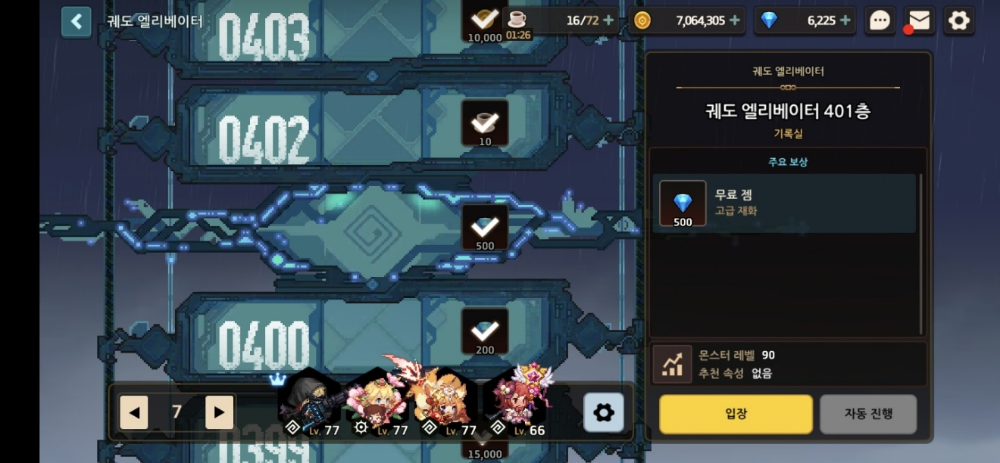 궤도 엘리베이터
16/72
01:26
7,064,305
6,225
0403
10,000
0402
10
500
0400
200
0399
15,000
7
Lv. 77
Lv. 77
Lv. 77
Lv. 66
궤도 엘리베이터
궤도 엘리베이터 401층
기록실
주요 보상
무료 젬
고급 재화
500
몬스터 레벨 90
추천 속성 없음
입장
자동 진행